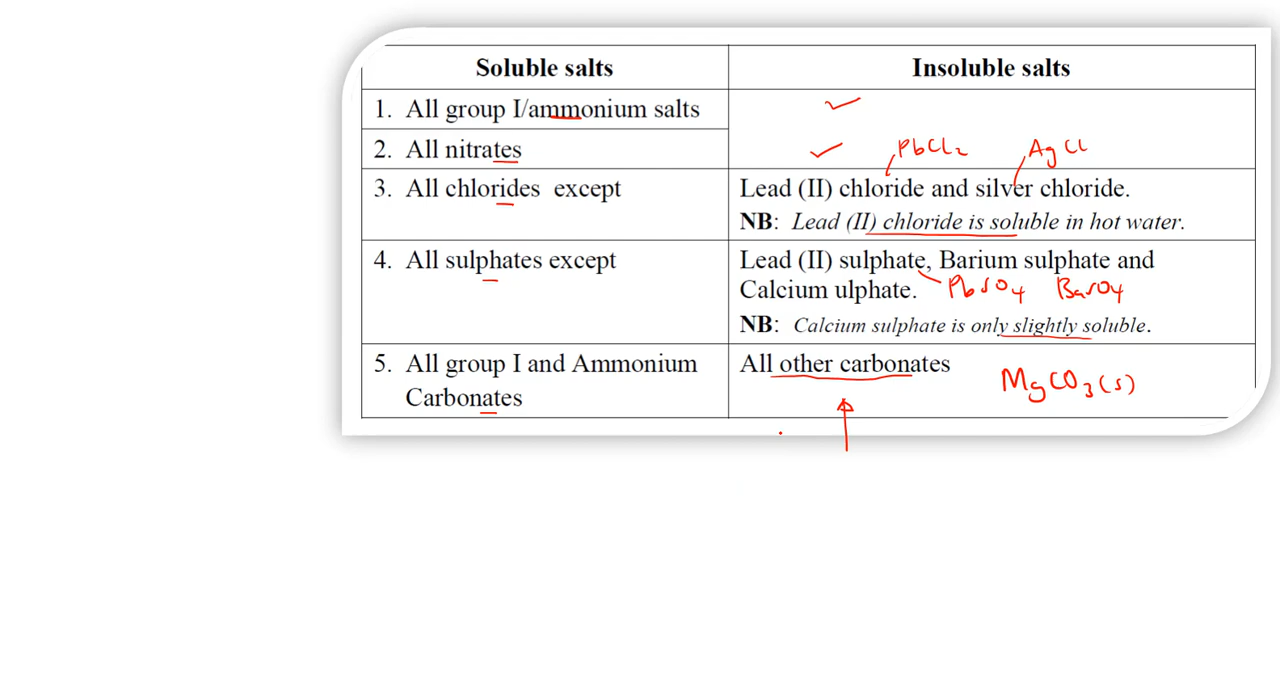 Soluble salts
Insoluble salts
1. All group I/ammonium salts
2. All nitrates
PbCl2
AgCl
3. All chlorides except
Lead (II) chloride and silver chloride.
NB: Lead (II) chloride is soluble in hot water.
4. All sulphates except
Lead (II) sulphate, Barium sulphate and
Calcium ulphate.
PbSO4 BaSO4
NB: Calcium sulphate is only slightly soluble.
5. All group I and Ammonium
Carbonates
All other carbonates
MgCO3(s)